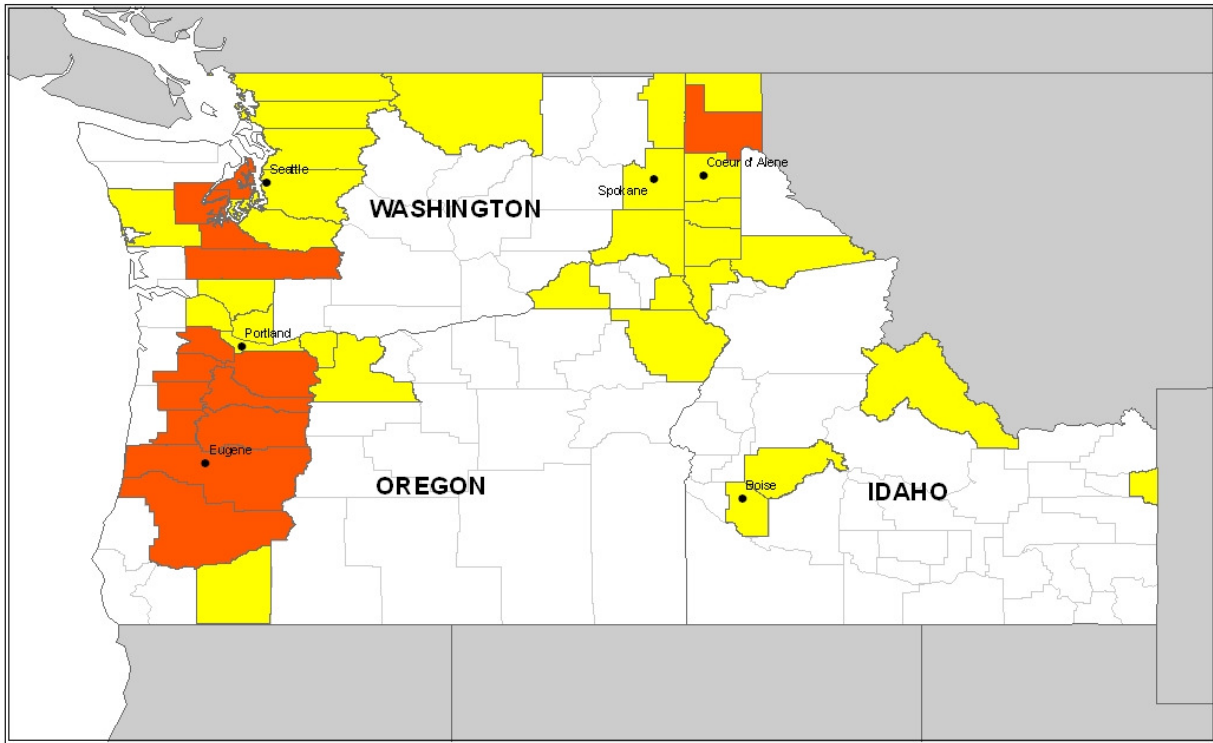 Seattle
Coeur d' Alene
Spokane
WASHINGTON
Portland
Eugene
OREGON
Boise
IDAHO